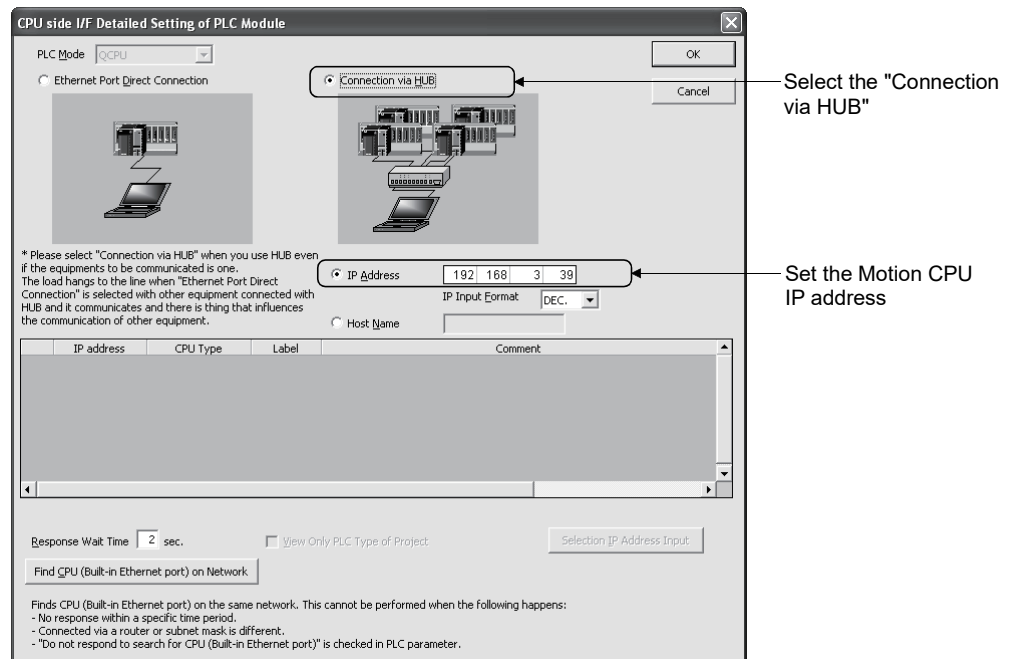 CPU side I/F Detailed Setting of PLC Module
PLC Mode QCPU
OK
Ethernet Port Direct Connection
Connection via HUB
Cancel
Select the "Connection
via HUB"
* Please select "Connection via HUB" when you use HUB even
if the equipments to be communicated is one.
The load hangs to the line when "Ethernet Port Direct
Connection" is selected with other equipment connected with
HUB and it communicates and there is thing that influences
the communication of other equipment.
IP Address 192 168 3 39
Set the Motion CPU
IP address
IP Input Format DEC.
Host Name
IP address CPU Type Label Comment
Response Wait Time 2 sec.
View Only PLC Type of Project
Selection IP Address Input
Find CPU (Built-in Ethernet port) on Network
Finds CPU (Built-in Ethernet port) on the same network. This cannot be performed when the following happens:
- No response within a specific time period.
- Connected via a router or subnet mask is different.
- "Do not respond to search for CPU (Built-in Ethernet port)" is checked in PLC parameter.